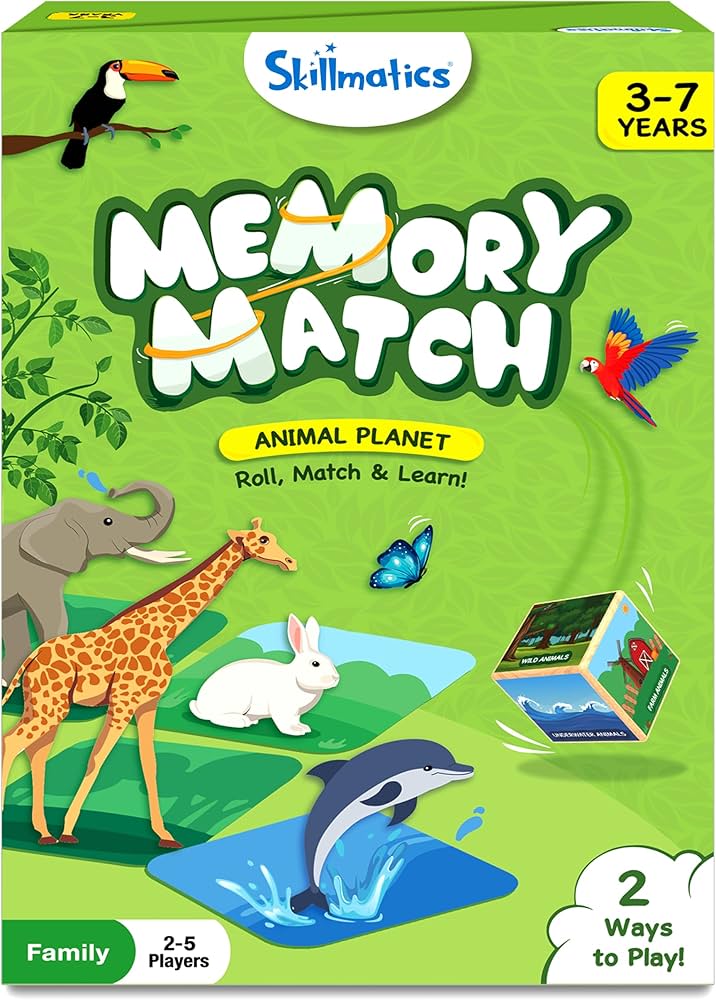 Skillmatics
3-7
YEARS
MEMORY
MATCH
ANIMAL PLANET
Roll, Match & Learn!
WILD ANIMALS
FARM ANIMALS
UNDERWATER ANIMALS
2
Ways
to Play!
Family
2-5
Players